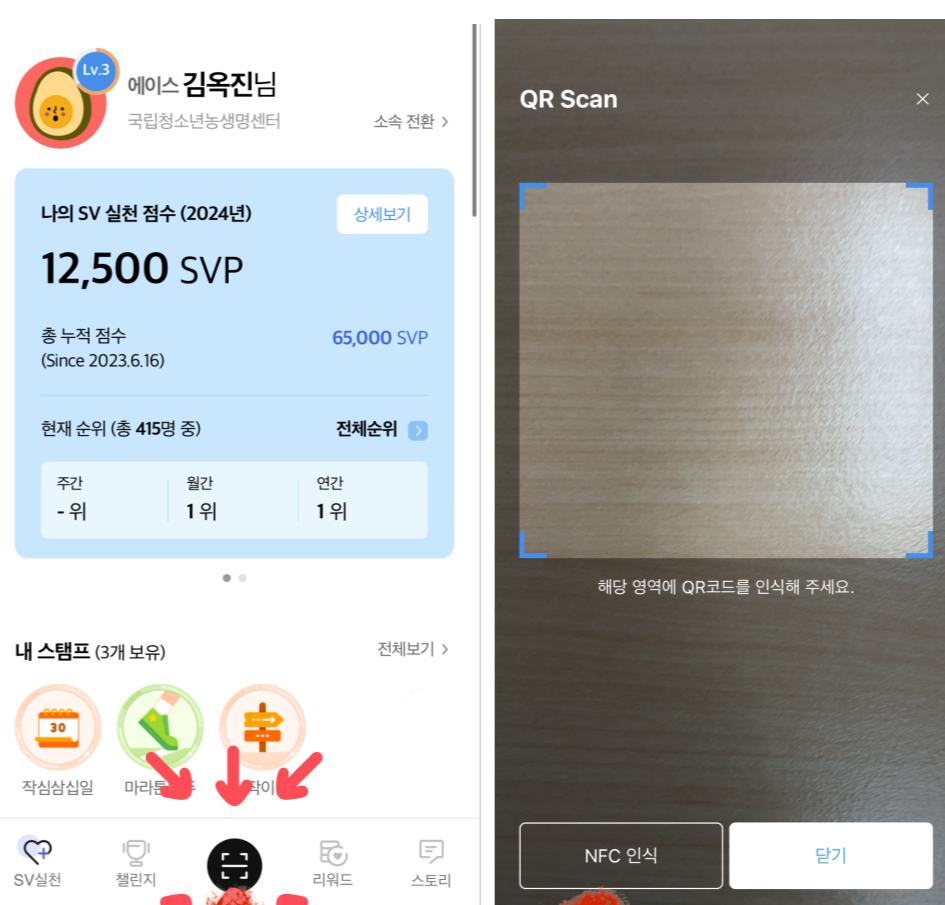 Lv.3
에이스 김옥진님
국립청소년농생명센터
소속 전환 >
나의 SV 실천 점수 (2024년)
상세보기
12,500 SVP
총 누적 점수
(Since 2023.6.16)
65,000 SVP
현재 순위 (총 415명 중)
전체순위 >
주간
월간
연간
- 위
1 위
1 위
내 스탬프 (3개 보유)
전체보기 >
30
작심삼십일
마라톤
SV실천
챌린지
리워드
스토리
QR Scan
×
해당 영역에 QR코드를 인식해 주세요.
NFC 인식
닫기